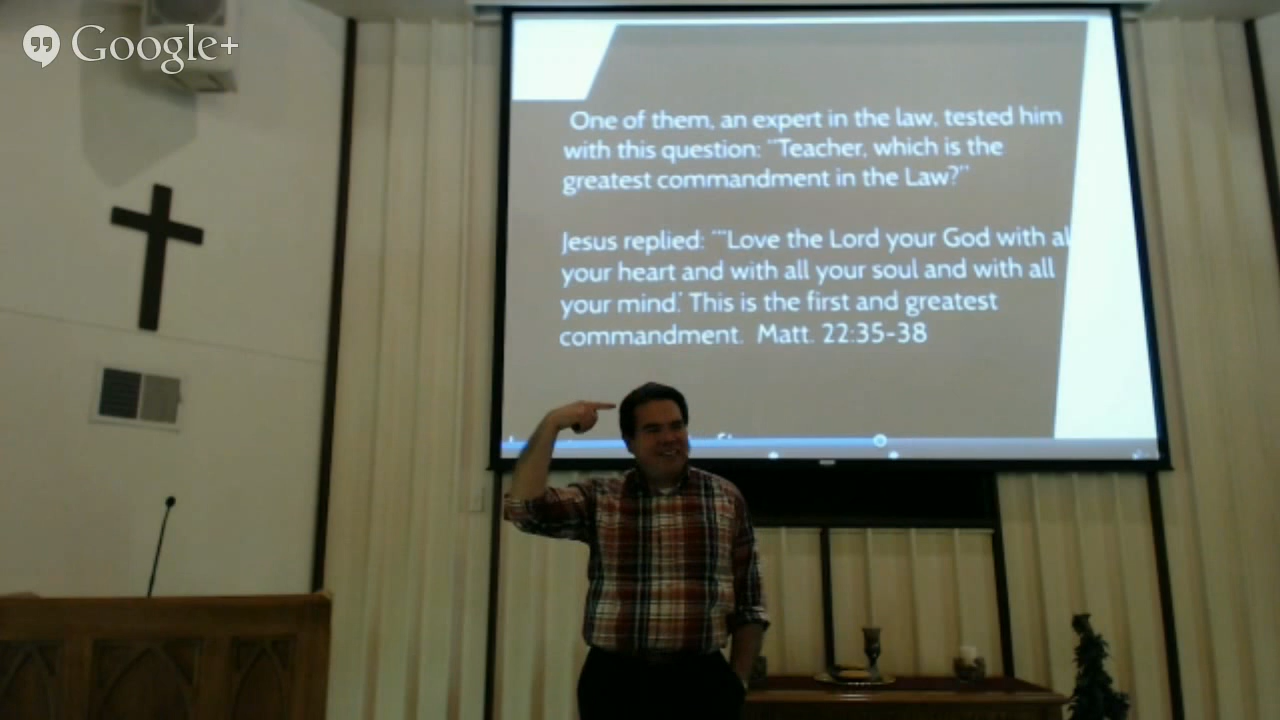 Google+
One of them, an expert in the law, tested him
with this question: "Teacher, which is the
greatest commandment in the Law?"
Jesus replied: "'Love the Lord your God with al
your heart and with all your soul and with all
your mind.' This is the first and greatest
commandment. Matt. 22:35-38